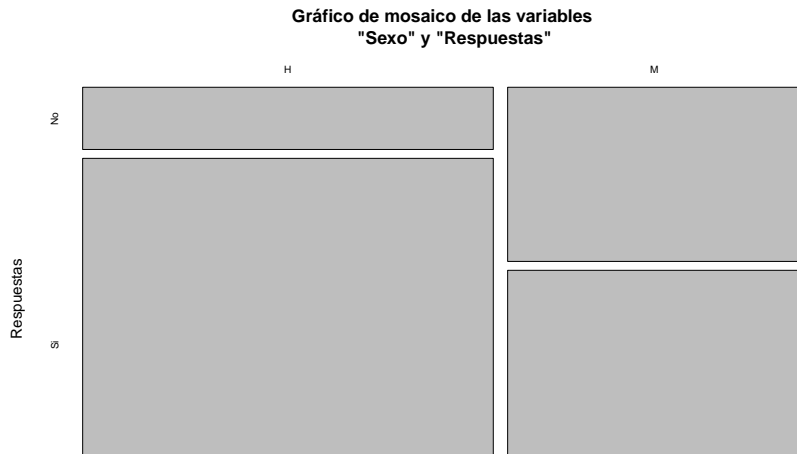 Gráfico de mosaico de las variables
"Sexo" y "Respuestas"
H
M
No
Respuestas
Si